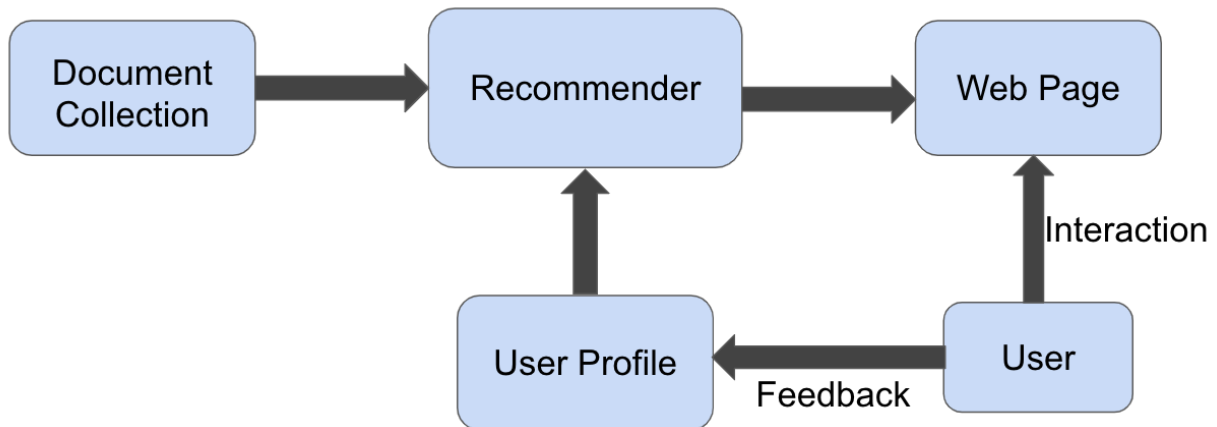 Document
Collection
Recommender
Web Page
Interaction
User Profile
User
Feedback